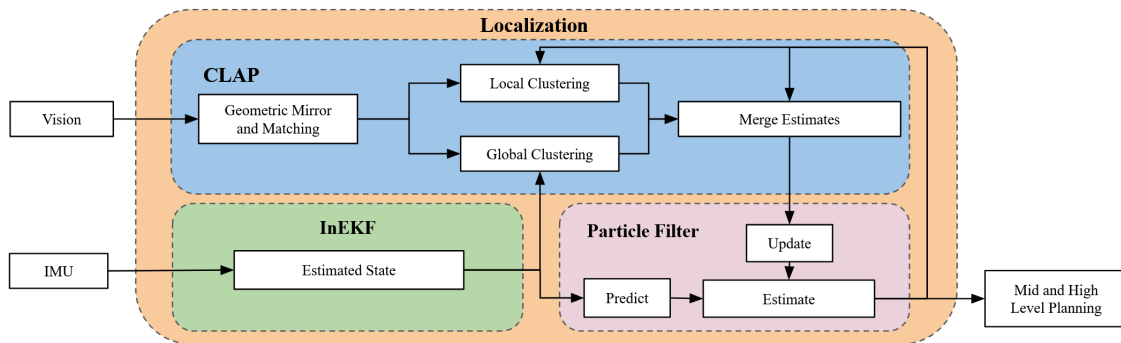 Localization
CLAP
Vision
Geometric Mirror
and Matching
Local Clustering
Global Clustering
Merge Estimates
InEKF
IMU
Estimated State
Particle Filter
Update
Predict
Estimate
Mid and High
Level Planning